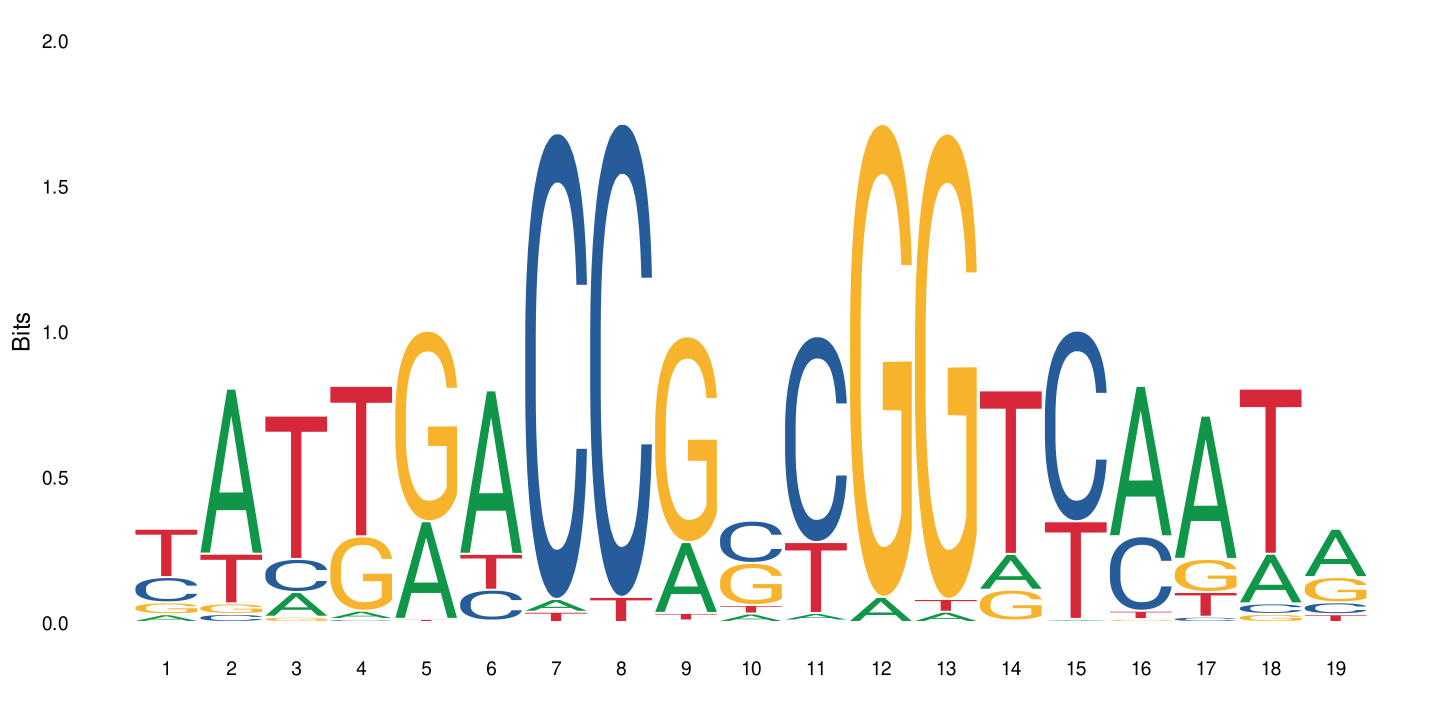 2.0
1.5
1.0
0.5
0.0
Bits
T A T T G A C C G C C G G T C A A T A
C T C G A T A T A G T A T A T C G A G
G G A A T C T T T A A G T G C C
A C G A A T C G T
1 2 3 4 5 6 7 8 9 10 11 12 13 14 15 16 17 18 19